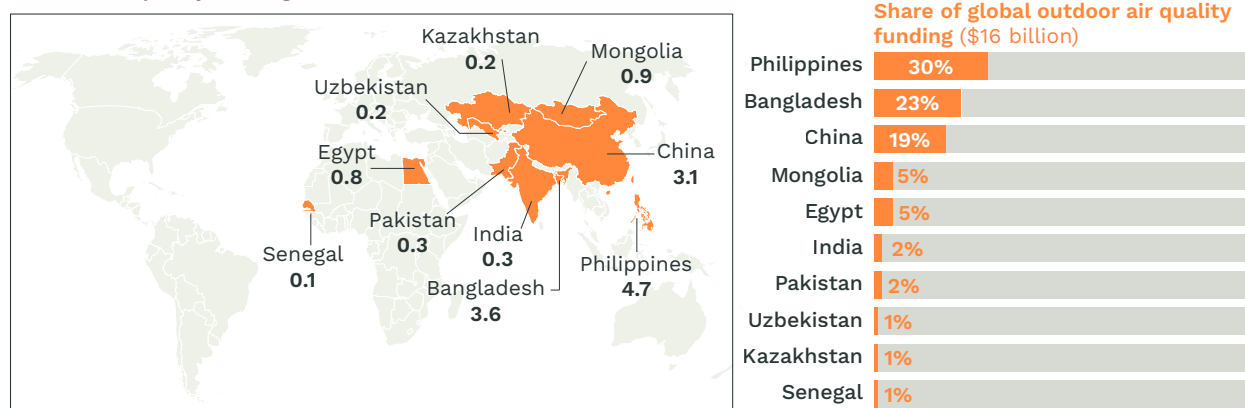 Kazakhstan
0.2
Mongolia
0.9
Uzbekistan
0.2
Egypt
0.8
China
3.1
Pakistan
0.3
India
0.3
Senegal
0.1
Bangladesh
3.6
Philippines
4.7
Share of global outdoor air quality
funding ($16 billion)
Philippines 30%
Bangladesh 23%
China 19%
Mongolia 5%
Egypt 5%
India 2%
Pakistan 2%
Uzbekistan 1%
Kazakhstan 1%
Senegal 1%